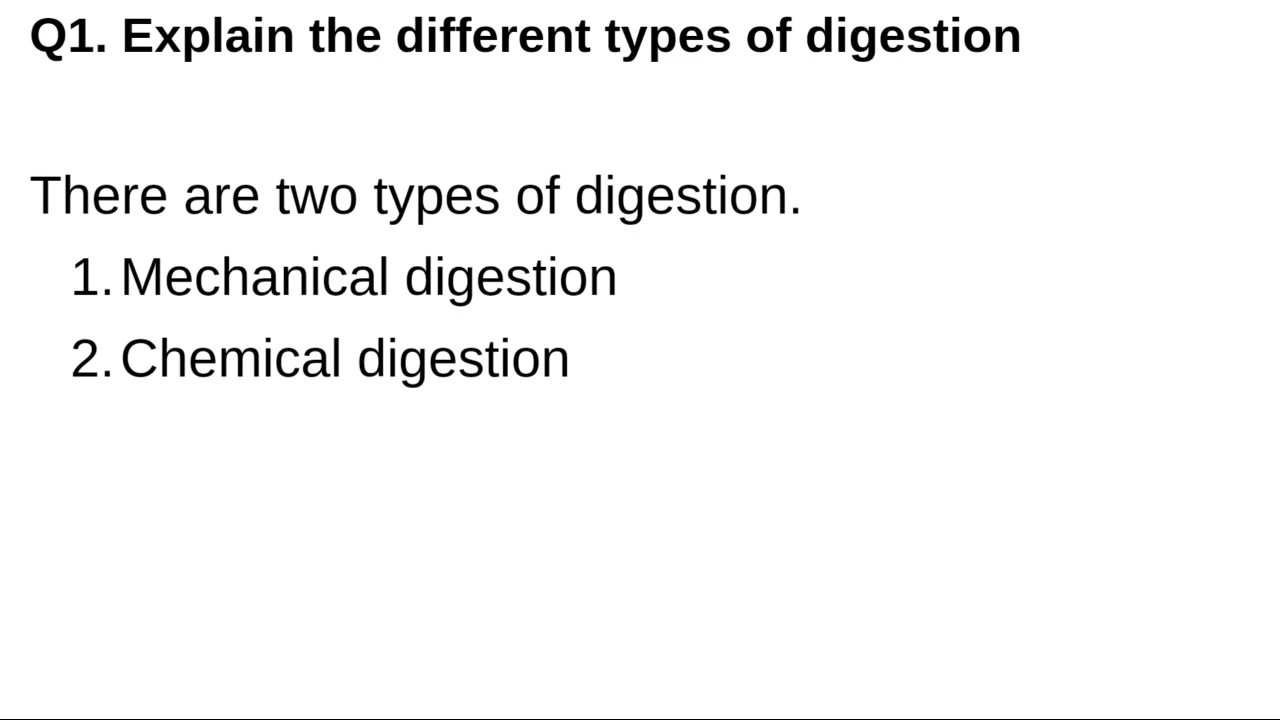 Q1. Explain the different types of digestion
There are two types of digestion.
1. Mechanical digestion
2. Chemical digestion